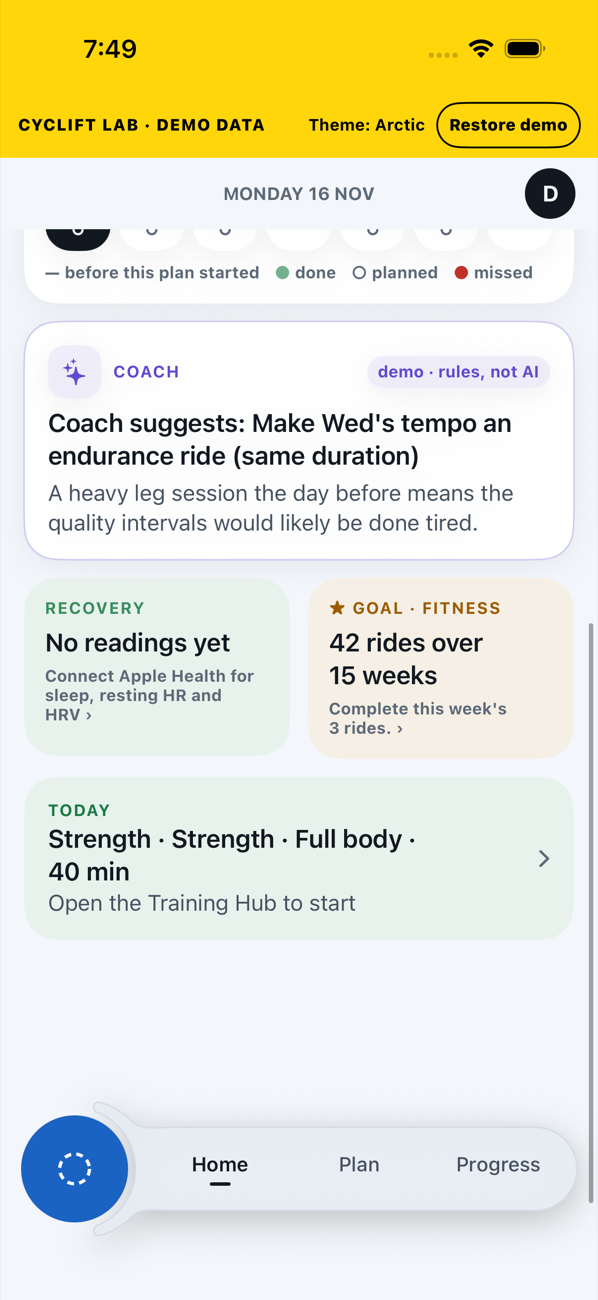 7:49
CYCLIFT LAB · DEMO DATA
Theme: Arctic
Restore demo
MONDAY 16 NOV
D
— before this plan started
done
planned
missed
COACH
demo · rules, not AI
Coach suggests: Make Wed's tempo an
endurance ride (same duration)
A heavy leg session the day before means the
quality intervals would likely be done tired.
RECOVERY
No readings yet
Connect Apple Health for
sleep, resting HR and
HRV ›
GOAL · FITNESS
42 rides over
15 weeks
Complete this week's
3 rides. ›
TODAY
Strength · Strength · Full body ·
40 min
Open the Training Hub to start
Home
Plan
Progress